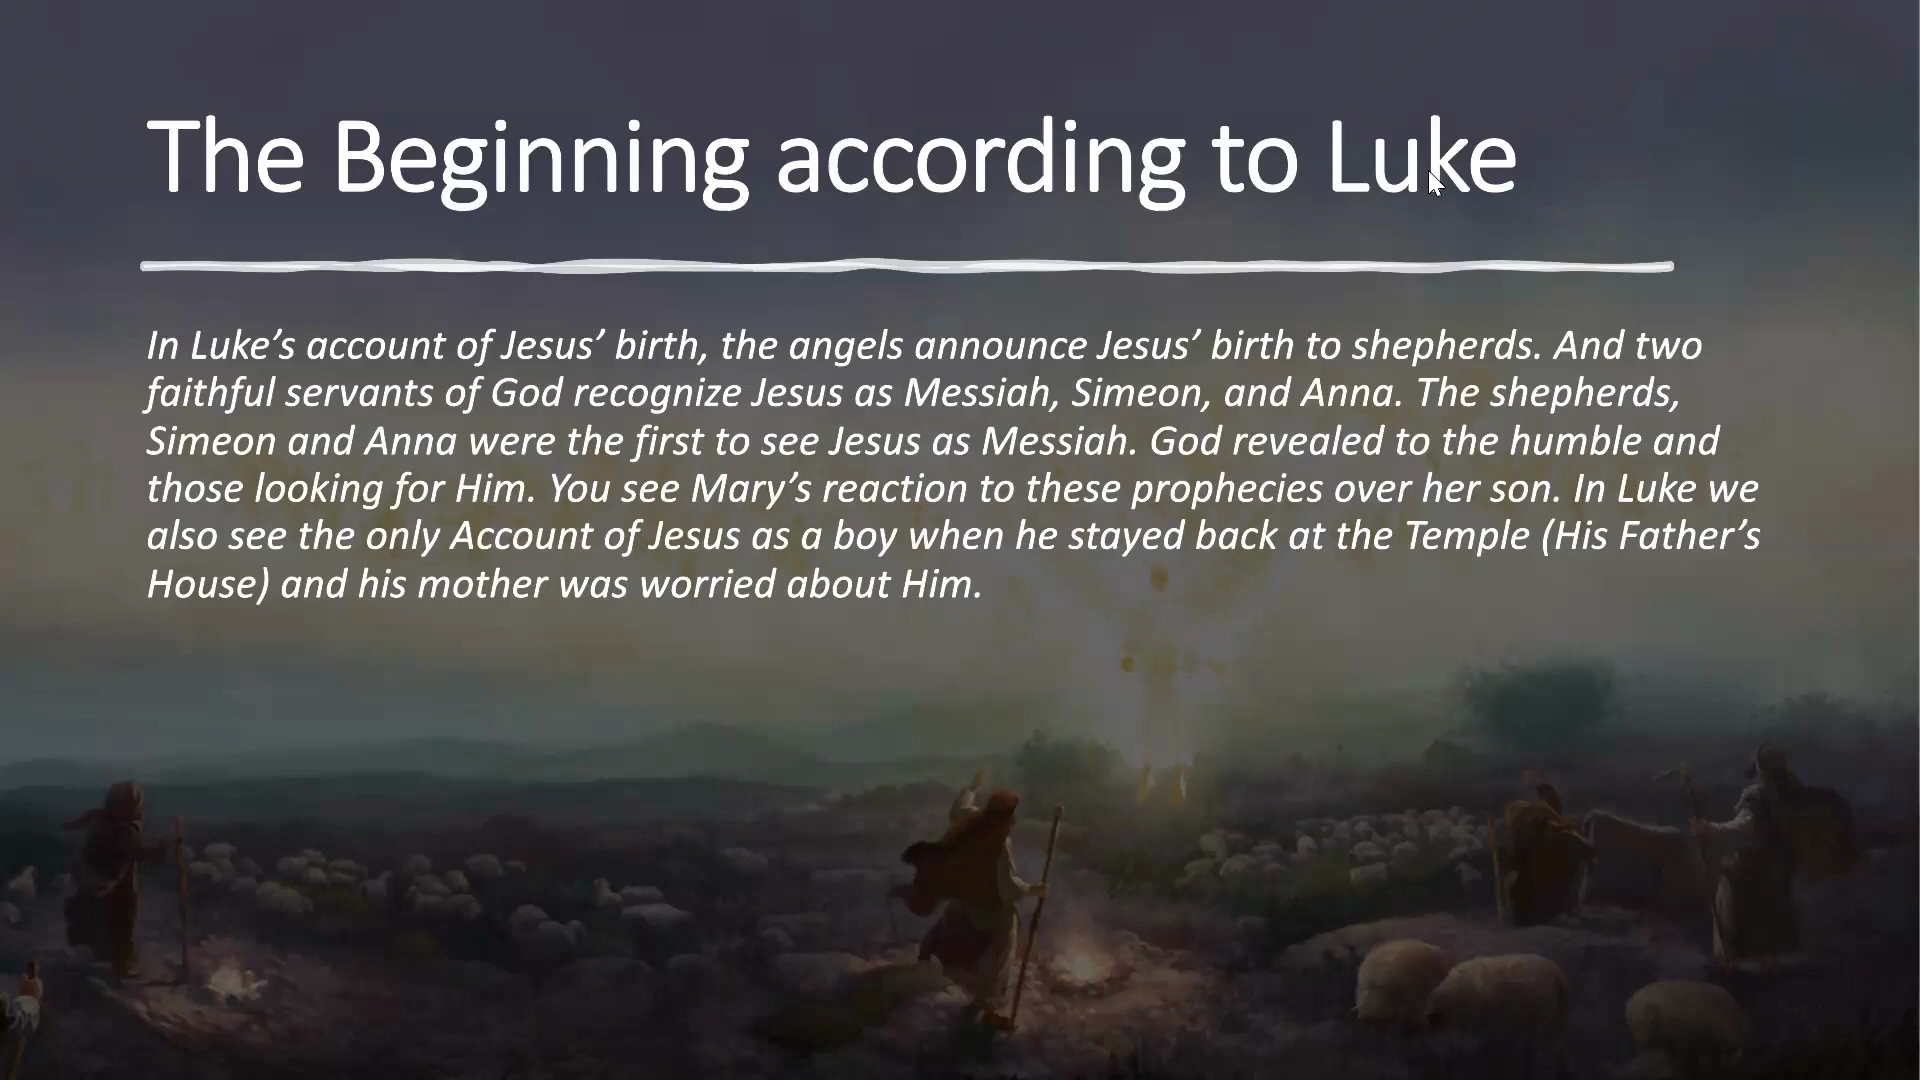 The Beginning according to Luke
In Luke’s account of Jesus’ birth, the angels announce Jesus’ birth to shepherds. And two
faithful servants of God recognize Jesus as Messiah, Simeon, and Anna. The shepherds,
Simeon and Anna were the first to see Jesus as Messiah. God revealed to the humble and
those looking for Him. You see Mary’s reaction to these prophecies over her son. In Luke we
also see the only Account of Jesus as a boy when he stayed back at the Temple (His Father’s
House) and his mother was worried about Him.